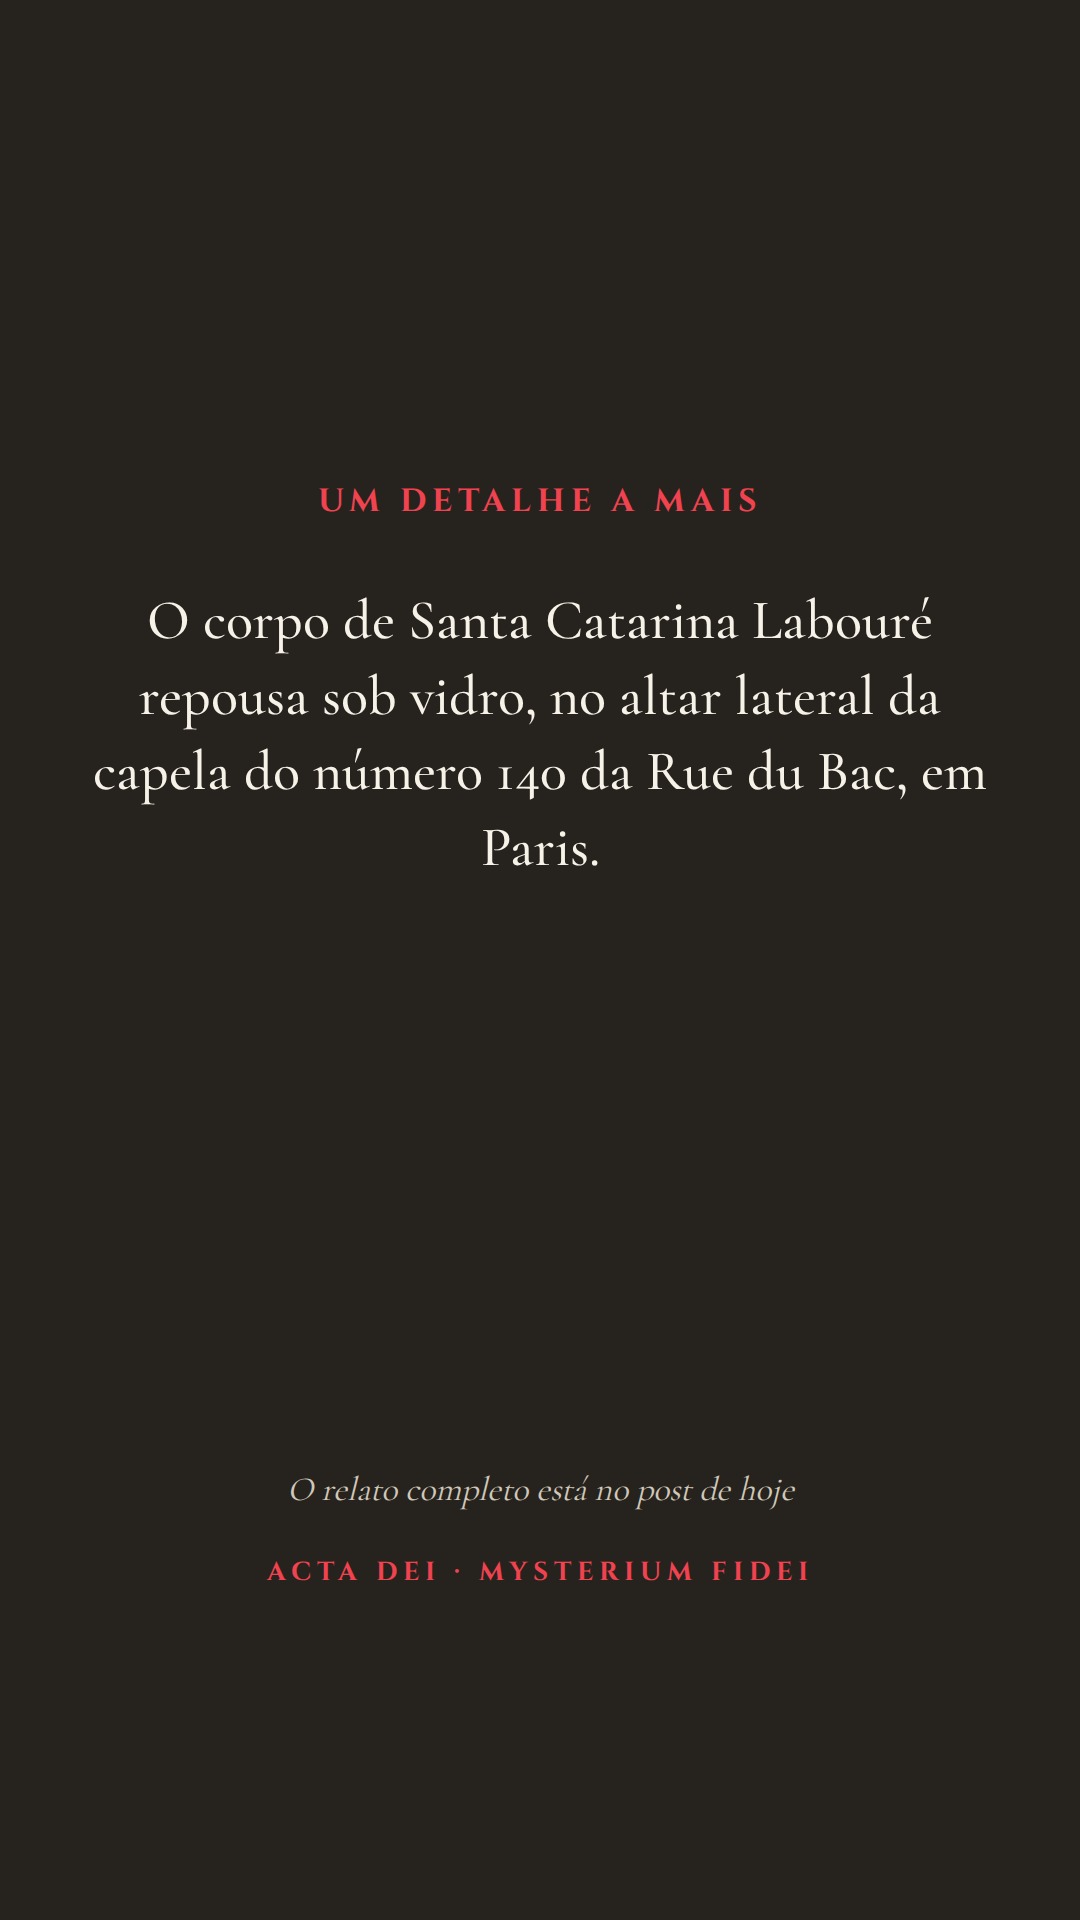 UM DETALHE A MAIS
O corpo de Santa Catarina Labouré
repousa sob vidro, no altar lateral da
capela do número 140 da Rue du Bac, em
Paris.
O relato completo está no post de hoje
ACTA DEI · MYSTERIUM FIDEI